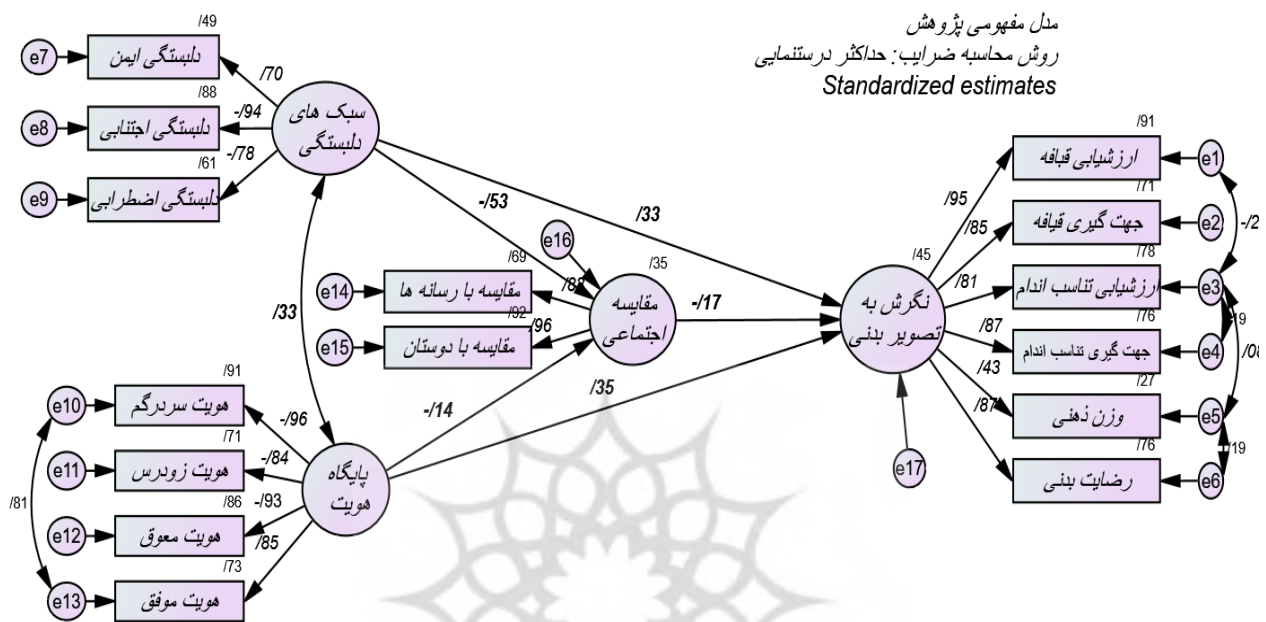 مدل مفهومی پژوهش
روش محاسبه ضرایب: حداکثر درستنمایی
Standardized estimates
/49
e7
دلبستگی ایمن
/70
/88
e8
دلبستگی اجتنابی
-/94
/61
e9
دلبستگی اضطرابی
-/78
سبک های
دلبستگی
-/53
/33
/33
e16
/69
e14
مقایسه با رسانه ها
/92
e15
مقایسه با دوستان
/96
/35
مقایسه
اجتماعی
-/17
-/14
/35
/91
e10
هویت سردرگم
-/96
/71
e11
هویت زودرس
-/84
/86
e12
هویت معوق
-/93
/73
e13
هویت موفق
/85
/81
پایگاه
هویت
/45
نگرش به
تصویر بدنی
e17
/91
ارزشیابی قیافه
e1
/95
/71
جهت گیری قیافه
e2
/85
-/2
/78
ارزشیابی تناسب اندام
e3
/81
/76
جهت گیری تناسب اندام
e4
/87
/27
وزن ذهنی
e5
/43
/76
رضایت بدنی
e6
/87
/19